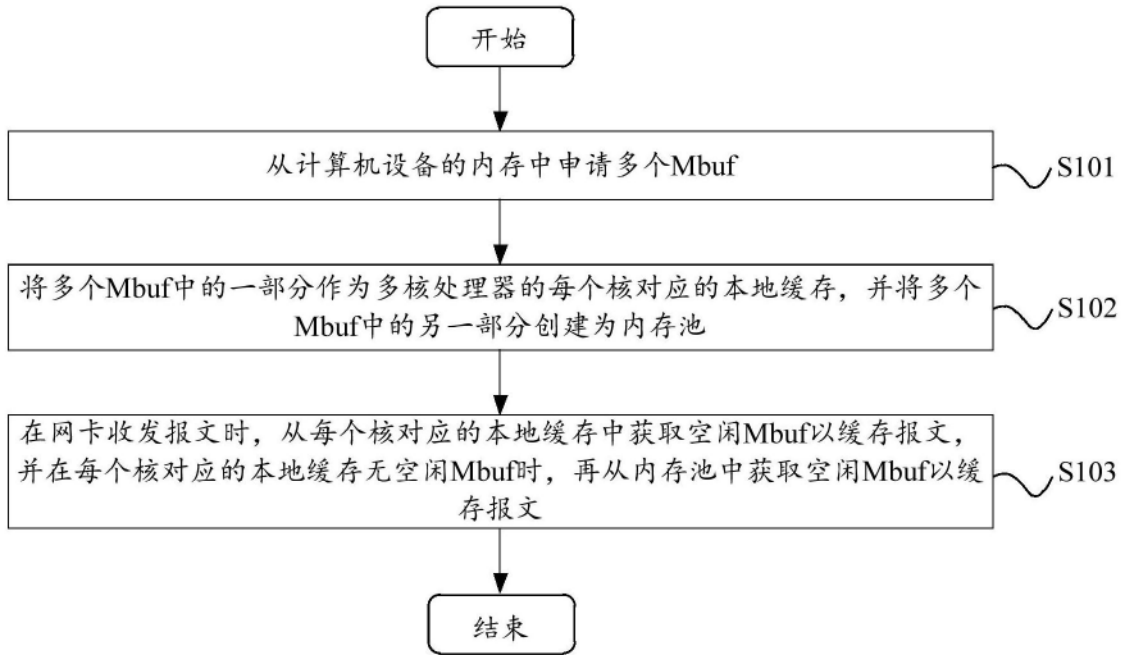 开始
从计算机设备的内存中申请多个Mbuf
S101
将多个Mbuf中的一部分作为多核处理器的每个核对应的本地缓存，并将多个
Mbuf中的另一部分创建为内存池
S102
在网卡收发报文时，从每个核对应的本地缓存中获取空闲Mbuf以缓存报文，
并在每个核对应的本地缓存无空闲Mbuf时，再从内存池中获取空闲Mbuf以缓
存报文
S103
结束